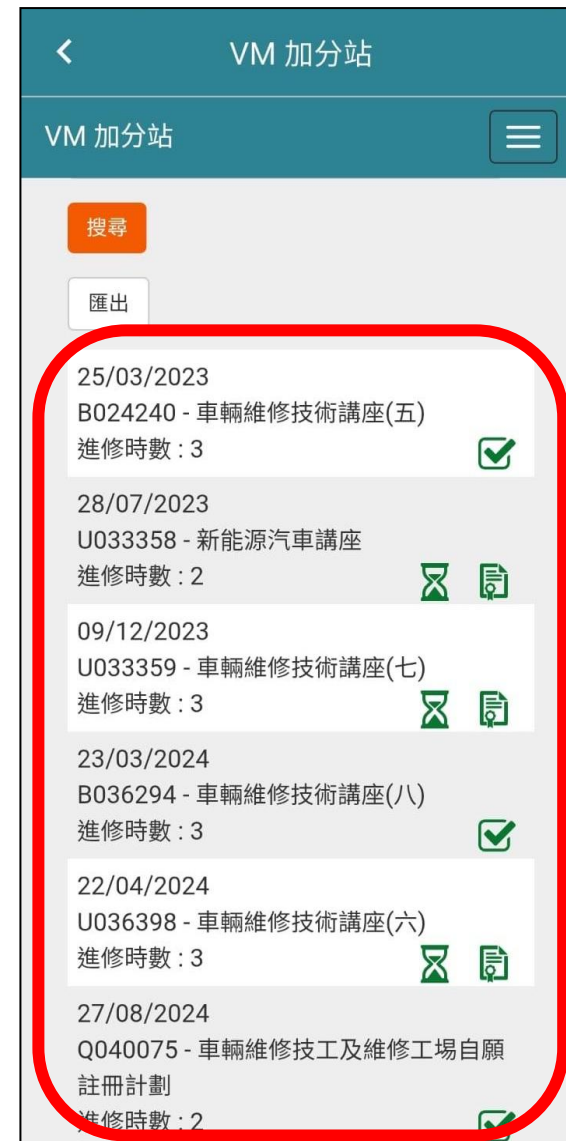 VM 加分站
VM 加分站
搜尋
匯出
25/03/2023
B024240 - 車輛維修技術講座(五)
進修時數 : 3
28/07/2023
U033358 - 新能源汽車講座
進修時數 : 2
09/12/2023
U033359 - 車輛維修技術講座(七)
進修時數 : 3
23/03/2024
B036294 - 車輛維修技術講座(八)
進修時數 : 3
22/04/2024
U036398 - 車輛維修技術講座(六)
進修時數 : 3
27/08/2024
Q040075 - 車輛維修技工及維修工場自願
註冊計劃
進修時數 : 2